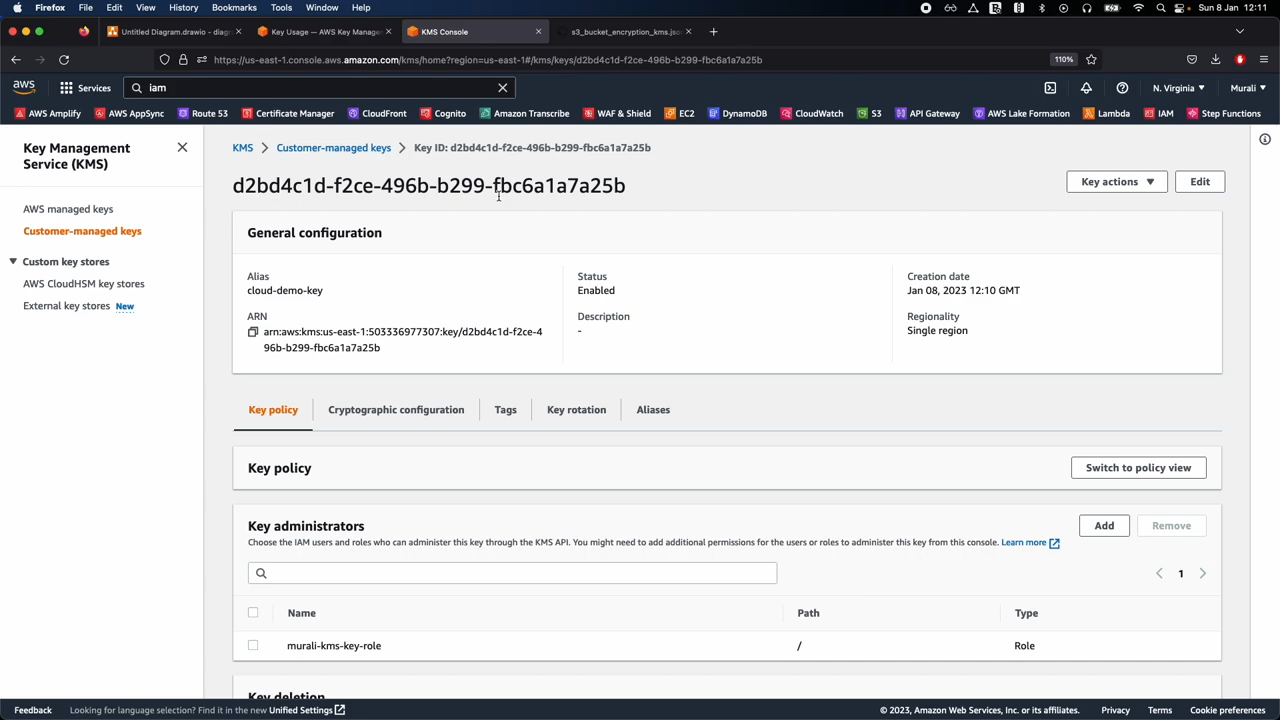 Firefox File Edit View History Bookmarks Tools Window Help Sun 8 Jan 12:11
Untitled Diagram.drawio - diagr Key Usage — AWS Key Manager KMS Console s3_bucket_encryption_kms.json
https://us-east-1.console.aws.amazon.com/kms/home?region=us-east-1#/kms/keys/d2bd4c1d-f2ce-496b-b299-fbc6a1a7a25b 110%
aws Services iam N. Virginia Murali
AWS Amplify AWS AppSync Route 53 Certificate Manager CloudFront Cognito Amazon Transcribe WAF & Shield EC2 DynamoDB CloudWatch S3 API Gateway AWS Lake Formation Lambda IAM Step Functions
Key Management
Service (KMS)
AWS managed keys
Customer-managed keys
Custom key stores
AWS CloudHSM key stores
External key stores New
KMS Customer-managed keys Key ID: d2bd4c1d-f2ce-496b-b299-fbc6a1a7a25b
d2bd4c1d-f2ce-496b-b299-fbc6a1a7a25b Key actions Edit
General configuration
Alias
cloud-demo-key
ARN
arn:aws:kms:us-east-1:503336977307:key/d2bd4c1d-f2ce-4
96b-b299-fbc6a1a7a25b
Status
Enabled
Description
-
Creation date
Jan 08, 2023 12:10 GMT
Regionality
Single region
Key policy Cryptographic configuration Tags Key rotation Aliases
Key policy Switch to policy view
Key administrators Add Remove
Choose the IAM users and roles who can administer this key through the KMS API. You might need to add additional permissions for the users or roles to administer this key from this console. Learn more
1
Name Path Type
murali-kms-key-role / Role
Key deletion
Feedback Looking for language selection? Find it in the new Unified Settings © 2023, Amazon Web Services, Inc. or its affiliates. Privacy Terms Cookie preferences